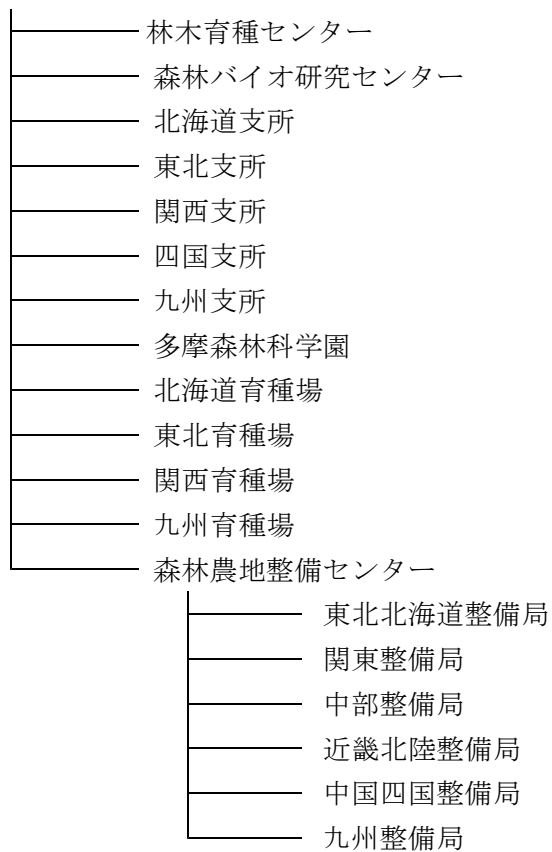 林木育種センター
森林バイオ研究センター
北海道支所
東北支所
関西支所
四国支所
九州支所
多摩森林科学園
北海道育種場
東北育種場
関西育種場
九州育種場
森林農地整備センター
東北北海道整備局
関東整備局
中部整備局
近畿北陸整備局
中国四国整備局
九州整備局